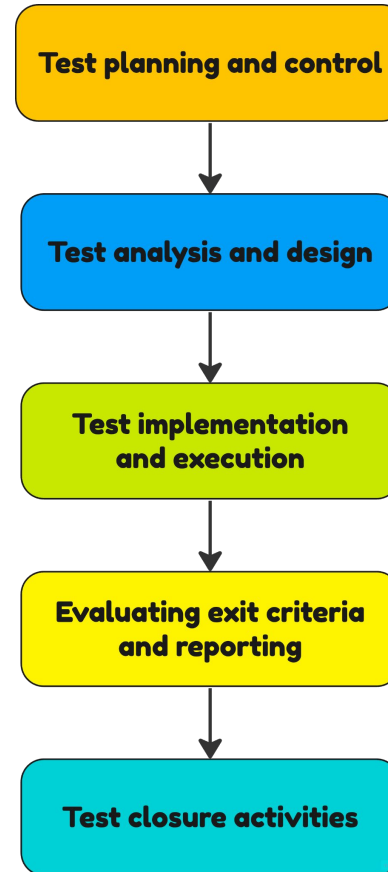 Test planning and control
Test analysis and design
Test implementation
and execution
Evaluating exit criteria
and reporting
Test closure activities